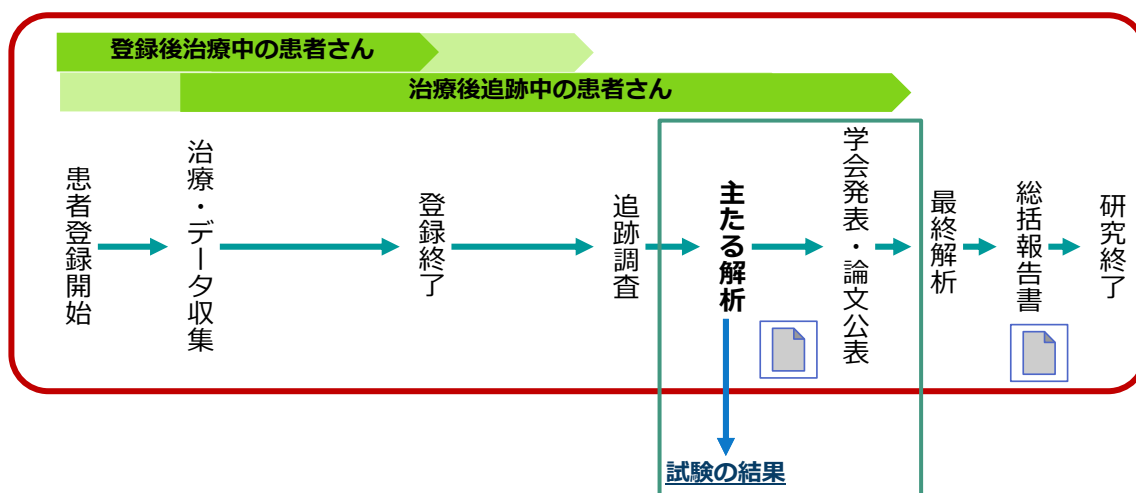 登録後治療中の患者さん
治療後追跡中の患者さん
患者登録開始
治療・データ収集
登録終了
追跡調査
主たる解析
学会発表・論文公表
最終解析
総括報告書
研究終了
試験の結果